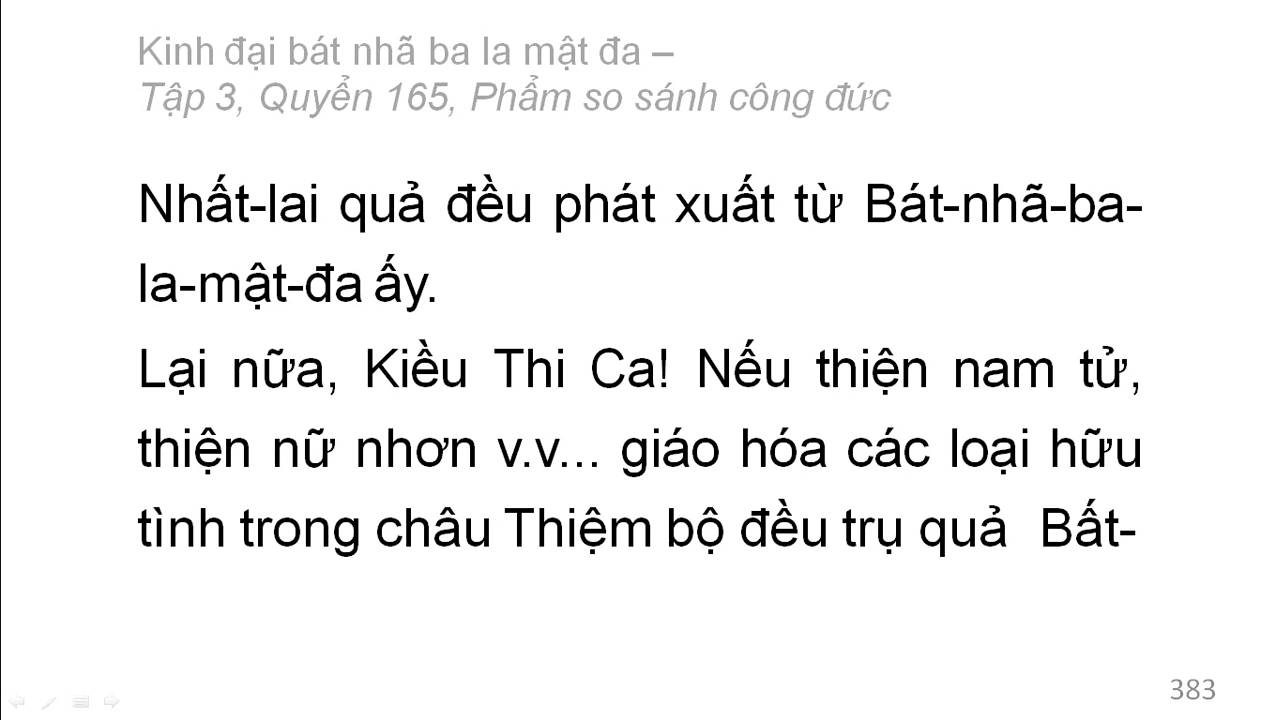 Kinh đại bát nhã ba la mật đa –
Tập 3, Quyển 165, Phẩm so sánh công đức
Nhất-lai quả đều phát xuất từ Bát-nhã-ba-
la-mật-đa ấy.
Lại nữa, Kiều Thi Ca! Nếu thiện nam tử,
thiện nữ nhơn v.v... giáo hóa các loại hữu
tình trong châu Thiệm bộ đều trụ quả Bất-
383